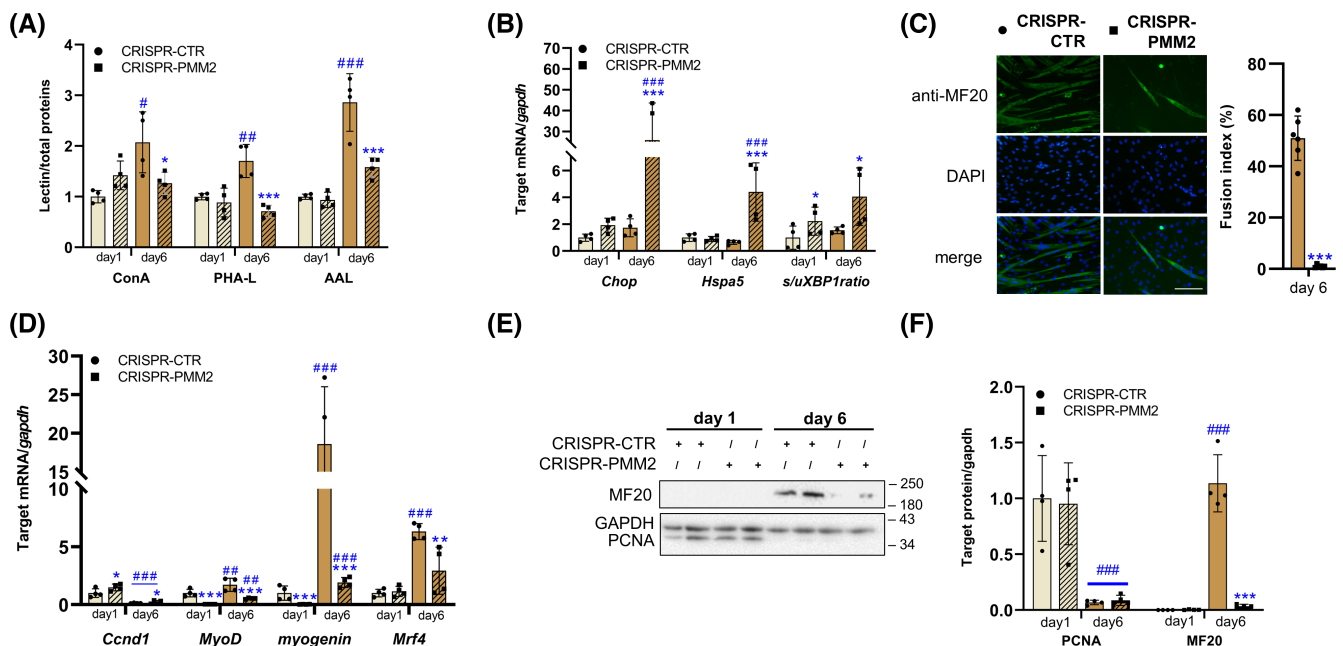 (A)
CRISPR-CTR
CRISPR-PMM2
Lectin/total proteins
4
3
2
1
0
#
*
##
***
###
***
day1 day6 day1 day6 day1 day6
ConA PHA-L AAL
(B)
CRISPR-CTR
CRISPR-PMM2
Target mRNA/gapdh
70
60
50
40
30
20
8
6
4
2
0
###
***
###
***
*
*
day1 day6 day1 day6 day1 day6
Chop Hspa5 s/uXBP1ratio
(C)
CRISPR-CTR
CRISPR-PMM2
anti-MF20
DAPI
merge
Fusion index (%)
80
60
40
20
0
***
day 6
(D)
CRISPR-CTR
CRISPR-PMM2
Target mRNA/gapdh
30
25
20
15
10
5
0
*
###
*
***
##
##
***
***
###
###
***
###
**
day1 day6 day1 day6 day1 day6 day1 day6
Ccnd1 MyoD myogenin Mrf4
(E)
day 1 day 6
CRISPR-CTR + + / / + + / /
CRISPR-PMM2 / / + + / / + +
MF20
– 250
– 180
GAPDH
PCNA
– 43
– 34
(F)
CRISPR-CTR
CRISPR-PMM2
Target protein/gapdh
2.0
1.5
1.0
0.5
0.0
###
###
***
day1 day6 day1 day6
PCNA MF20